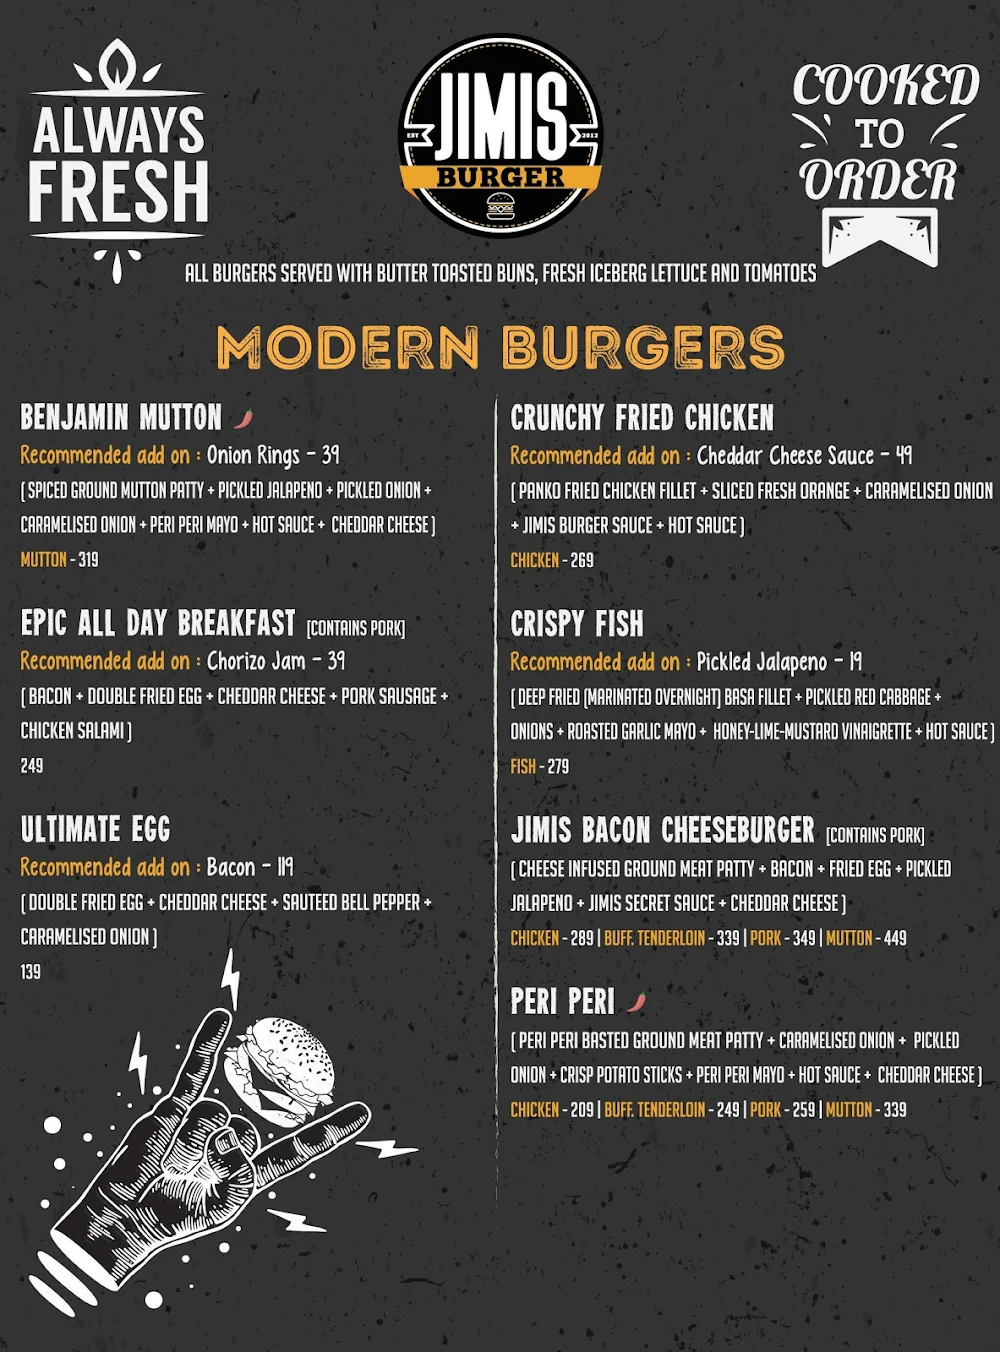 ALWAYS
FRESH
JIMIS
EST 2012
BURGER
COOKED
TO
ORDER
ALL BURGERS SERVED WITH BUTTER TOASTED BUNS, FRESH ICEBERG LETTUCE AND TOMATOES
MODERN BURGERS
BENJAMIN MUTTON
Recommended add on : Onion Rings - 39
( SPICED GROUND MUTTON PATTY + PICKLED JALAPENO + PICKLED ONION +
CARAMELISED ONION + PERI PERI MAYO + HOT SAUCE + CHEDDAR CHEESE )
MUTTON - 319
EPIC ALL DAY BREAKFAST (CONTAINS PORK)
Recommended add on : Chorizo Jam - 39
( BACON + DOUBLE FRIED EGG + CHEDDAR CHEESE + PORK SAUSAGE +
CHICKEN SALAMI )
249
ULTIMATE EGG
Recommended add on : Bacon - 119
( DOUBLE FRIED EGG + CHEDDAR CHEESE + SAUTEED BELL PEPPER +
CARAMELISED ONION )
139
CRUNCHY FRIED CHICKEN
Recommended add on : Cheddar Cheese Sauce - 49
( PANKO FRIED CHICKEN FILLET + SLICED FRESH ORANGE + CARAMELISED ONION
+ JIMIS BURGER SAUCE + HOT SAUCE )
CHICKEN - 269
CRISPY FISH
Recommended add on : Pickled Jalapeno - 19
( DEEP FRIED (MARINATED OVERNIGHT) BASA FILLET + PICKLED RED CABBAGE +
ONIONS + ROASTED GARLIC MAYO + HONEY-LIME-MUSTARD VINAIGRETTE + HOT SAUCE )
FISH - 279
JIMIS BACON CHEESEBURGER (CONTAINS PORK)
( CHEESE INFUSED GROUND MEAT PATTY + BACON + FRIED EGG + PICKLED
JALAPENO + JIMIS SECRET SAUCE + CHEDDAR CHEESE )
CHICKEN - 289 | BUFF. TENDERLOIN - 339 | PORK - 349 | MUTTON - 449
PERI PERI
( PERI PERI BASTED GROUND MEAT PATTY + CARAMELISED ONION + PICKLED
ONION + CRISP POTATO STICKS + PERI PERI MAYO + HOT SAUCE + CHEDDAR CHEESE )
CHICKEN - 209 | BUFF. TENDERLOIN - 249 | PORK - 259 | MUTTON - 339